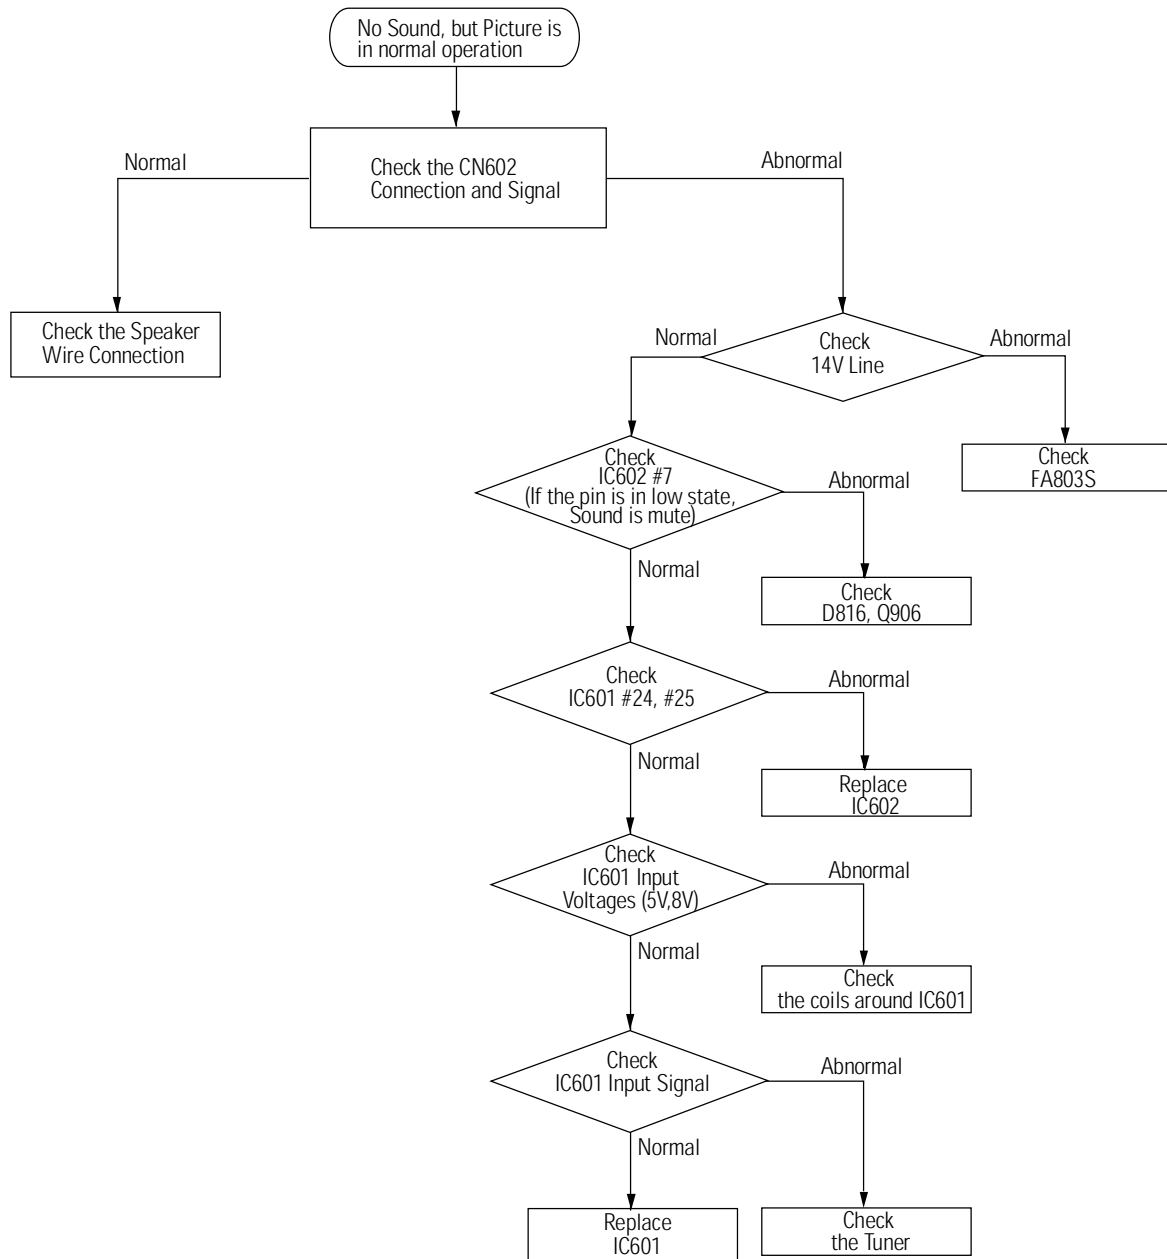 No Sound, but Picture is
in normal operation
Normal
Check the CN602
Connection and Signal
Abnormal
Check the Speaker
Wire Connection
Normal
Check
14V Line
Abnormal
Check
FA803S
Check
IC602 #7
(If the pin is in low state,
Sound is mute)
Abnormal
Normal
Check
D816, Q906
Check
IC601 #24, #25
Abnormal
Normal
Replace
IC602
Check
IC601 Input
Voltages (5V,8V)
Abnormal
Normal
Check
the coils around IC601
Check
IC601 Input Signal
Abnormal
Normal
Replace
IC601
Check
the Tuner